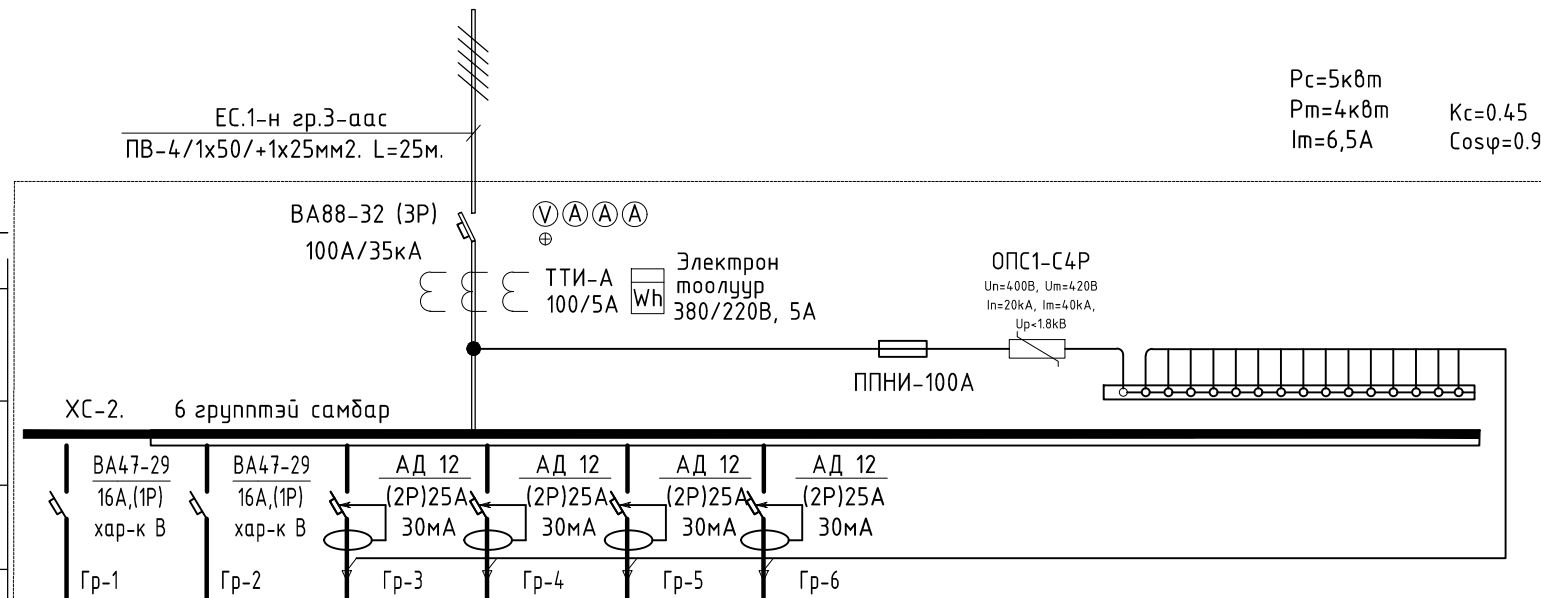 Рс=5квт
Рт=4квт
Кс=0.45
Iт=6,5А
Cosφ=0.9
ЕС.1-н гр.3-аас
ПВ-4/1х50/+1х25мм2. L=25м.
ВА88-32 (3Р)
100А/35кА
V A A A
ТТИ-А
100/5А
Wh
Электрон
тоолуур
380/220В, 5А
ОПС1-С4Р
Un=400В, Um=420В
In=20kA, Im=40kA,
Up<1.8kB
ППНИ-100А
ХС-2. 6 групптэй самбар
ВА47-29
16А,(1Р)
хар-к В
ВА47-29
16А,(1Р)
хар-к В
АД 12
(2Р)25А
30мА
АД 12
(2Р)25А
30мА
АД 12
(2Р)25А
30мА
АД 12
(2Р)25А
30мА
Гр-1
Гр-2
Гр-3
Гр-4
Гр-5
Гр-6